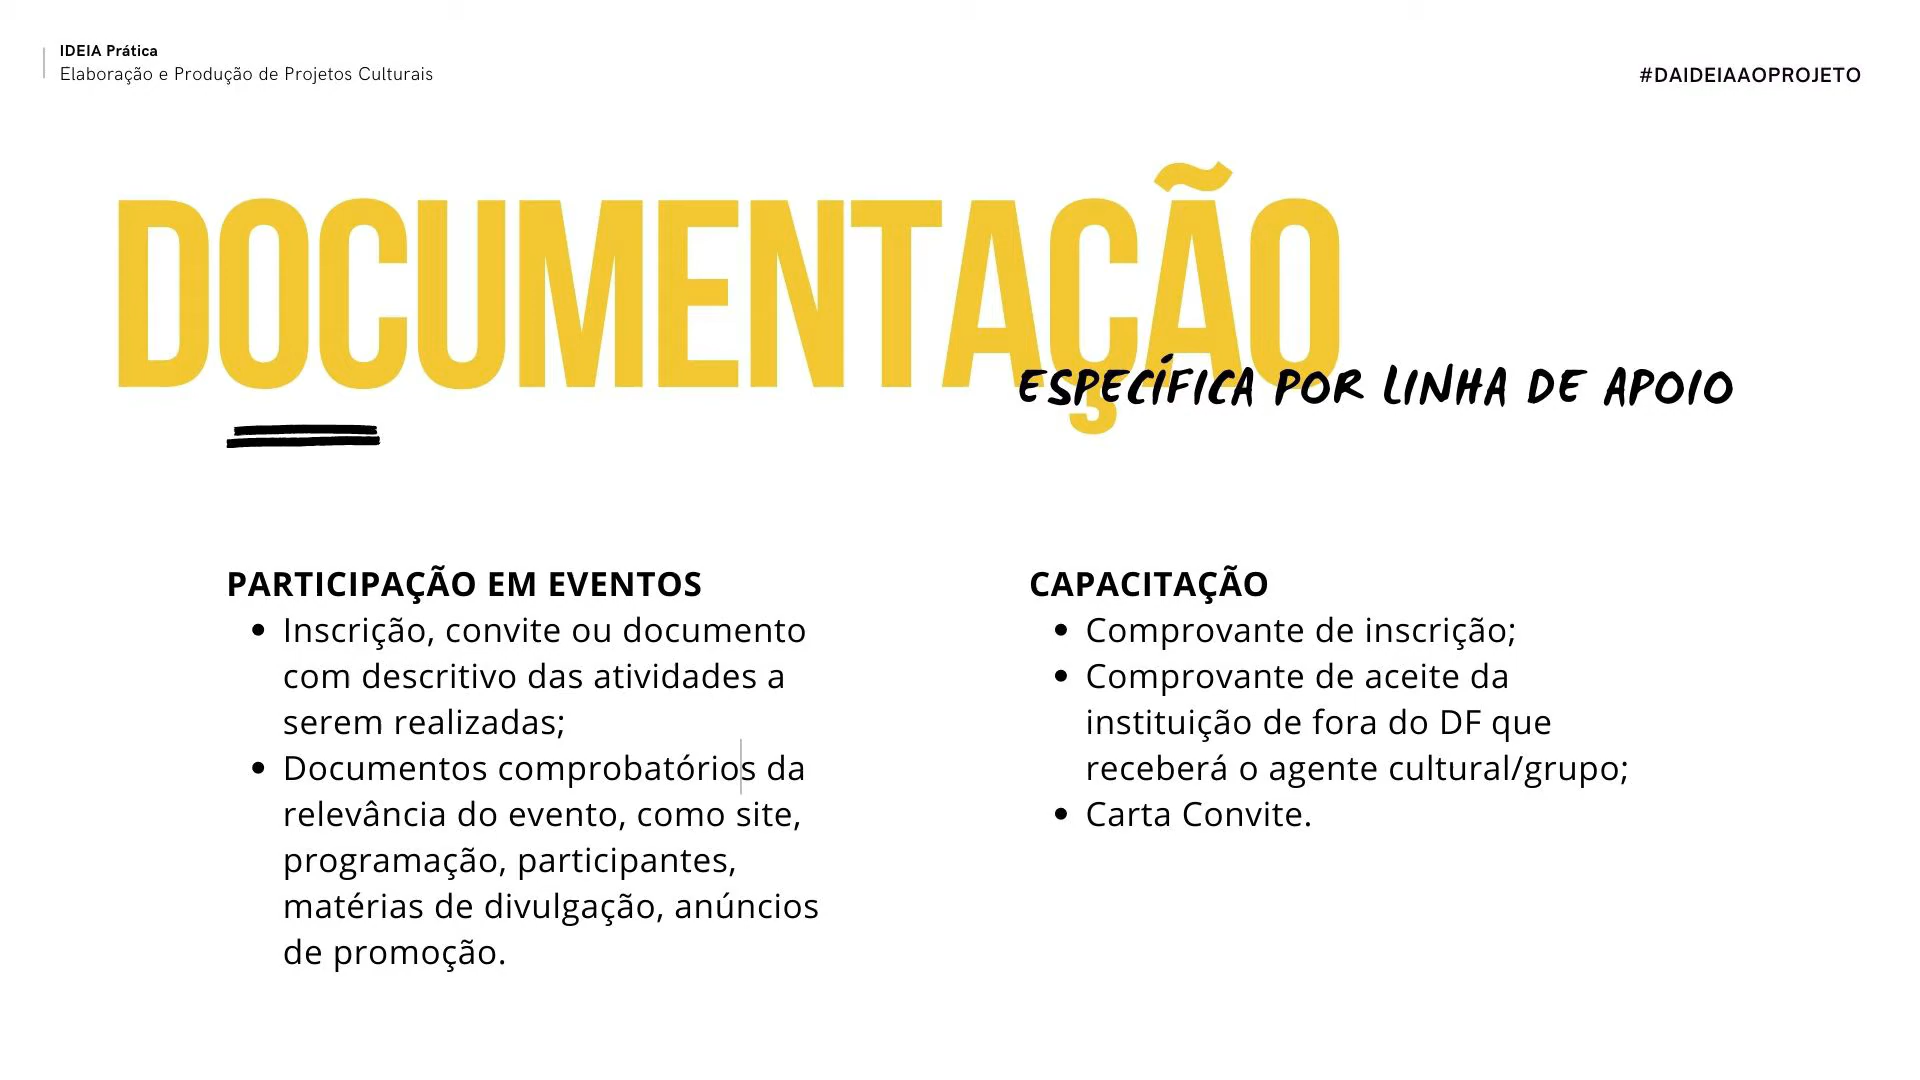 IDEIA Prática
Elaboração e Produção de Projetos Culturais
#DAIDEIAAOPROJETO
DOCUMENTAÇÃO
ESPECÍFICA POR LINHA DE APOIO
PARTICIPAÇÃO EM EVENTOS
• Inscrição, convite ou documento
com descritivo das atividades a
serem realizadas;
• Documentos comprobatórios da
relevância do evento, como site,
programação, participantes,
matérias de divulgação, anúncios
de promoção.
CAPACITAÇÃO
• Comprovante de inscrição;
• Comprovante de aceite da
instituição de fora do DF que
receberá o agente cultural/grupo;
• Carta Convite.